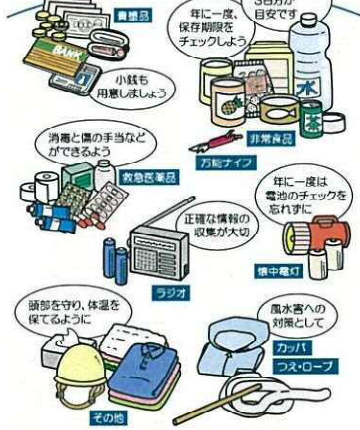 貴重品
BANK
小銭も
用意しましょう
年に一度、
保存期限を
チェックしよう
3日分が
目安です
水
茶
非常食品
万能ナイフ
消毒と傷の手当など
ができるよう
救急医薬品
正確な情報の
収集が大切
ラジオ
年に一度は
電池のチェックを
忘れずに
懐中電灯
頭部を守り、体温を
保てるように
その他
風水害への
対策として
カッパ
つえ・ロープ